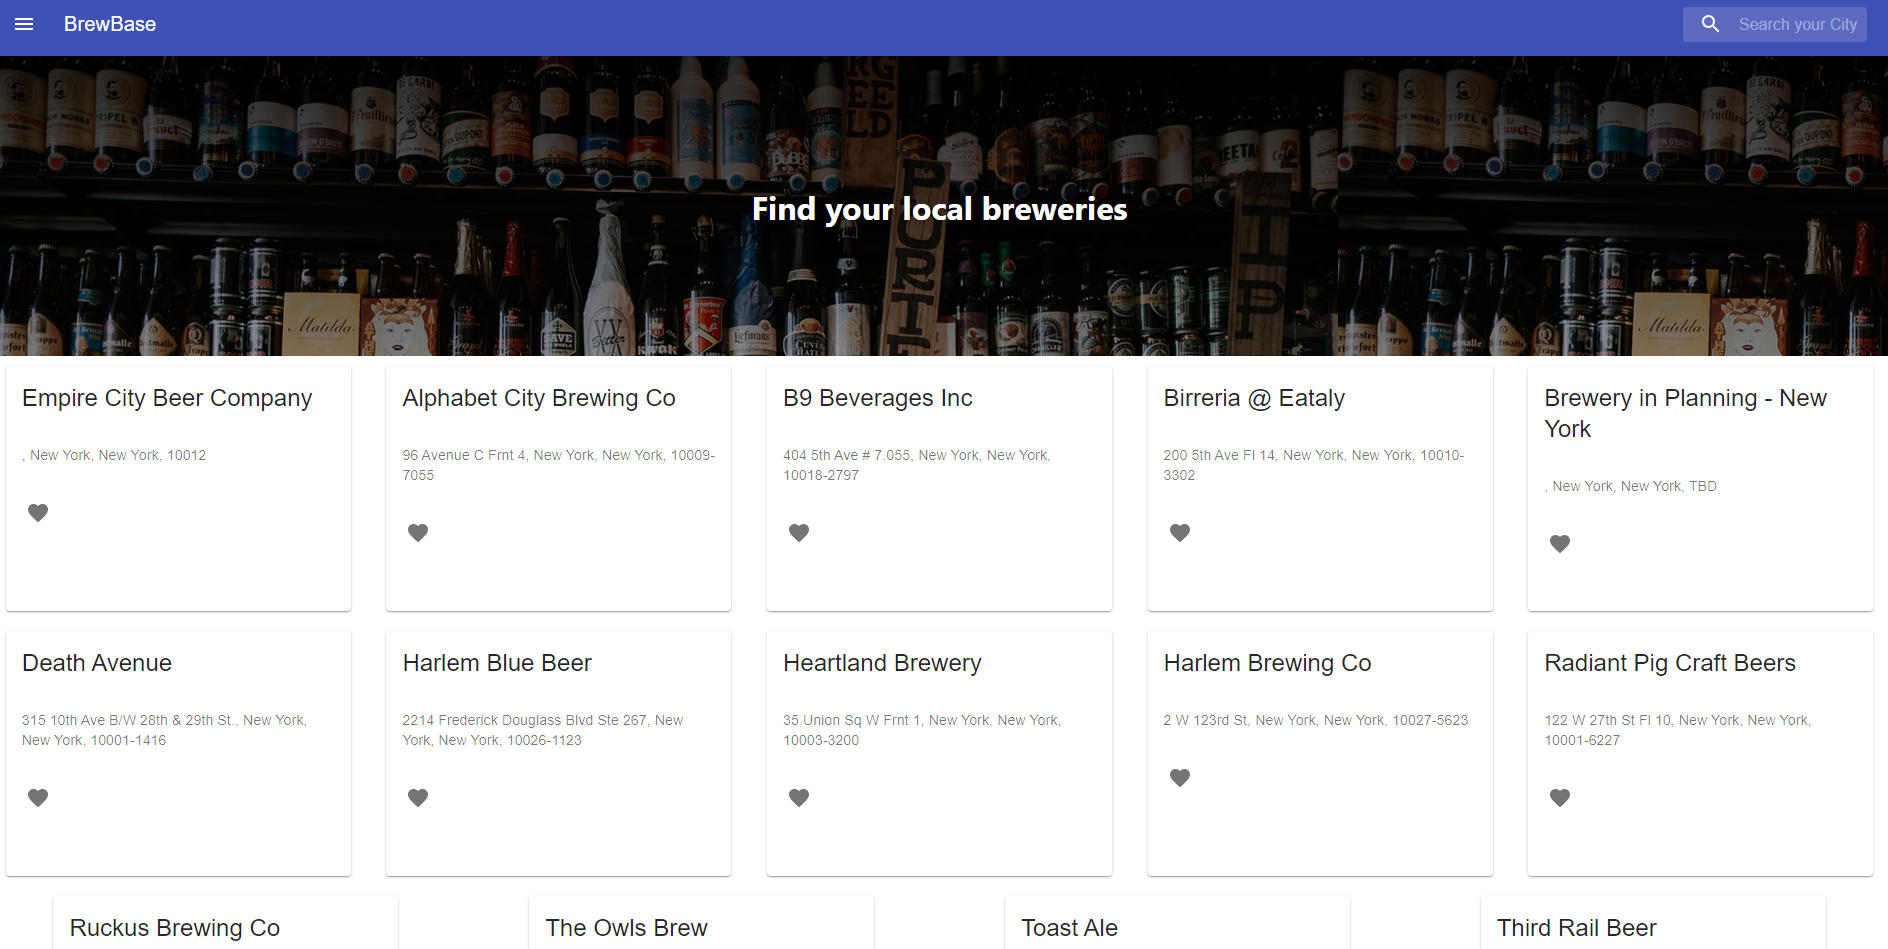 BrewBase
Search your City
Find your local breweries
Matilda
Matilda
Empire City Beer Company
, New York, New York, 10012
Alphabet City Brewing Co
96 Avenue C Frnt 4, New York, New York, 10009-
7055
B9 Beverages Inc
404 5th Ave # 7.055, New York, New York,
10018-2797
Birreria @ Eataly
200 5th Ave Fl 14, New York, New York, 10010-
3302
Brewery in Planning - New
York
, New York, New York, TBD
Death Avenue
315 10th Ave B/W 28th & 29th St., New York,
New York, 10001-1416
Harlem Blue Beer
2214 Frederick Douglass Blvd Ste 267, New
York, New York, 10026-1123
Heartland Brewery
35 Union Sq W Frnt 1, New York, New York,
10003-3200
Harlem Brewing Co
2 W 123rd St, New York, New York, 10027-5623
Radiant Pig Craft Beers
122 W 27th St Fl 10, New York, New York,
10001-6227
Ruckus Brewing Co
The Owls Brew
Toast Ale
Third Rail Beer